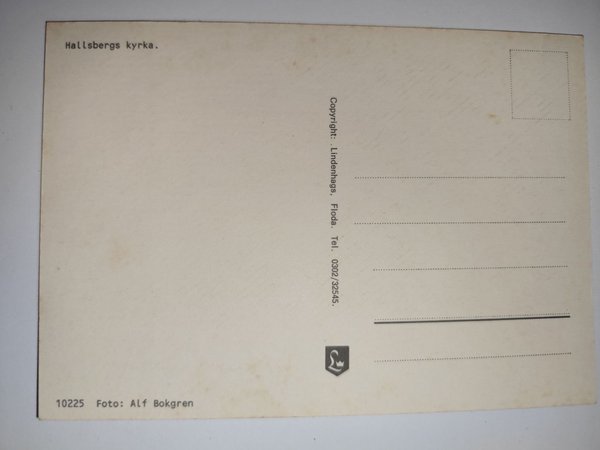 Hallsbergs kyrka.
Copyright: Lindenhags, Floda. Tel. 0302/32545.
L
10225 Foto: Alf Bokgren